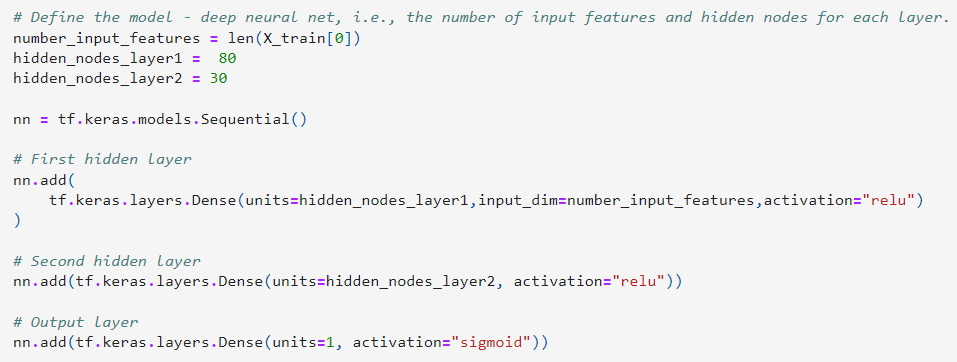 # Define the model - deep neural net, i.e., the number of input features and hidden nodes for each layer.
number_input_features = len(X_train[0])
hidden_nodes_layer1 =  80
hidden_nodes_layer2 = 30

nn = tf.keras.models.Sequential()

# First hidden layer
nn.add(
    tf.keras.layers.Dense(units=hidden_nodes_layer1,input_dim=number_input_features,activation="relu")
)

# Second hidden layer
nn.add(tf.keras.layers.Dense(units=hidden_nodes_layer2, activation="relu"))

# Output layer
nn.add(tf.keras.layers.Dense(units=1, activation="sigmoid"))